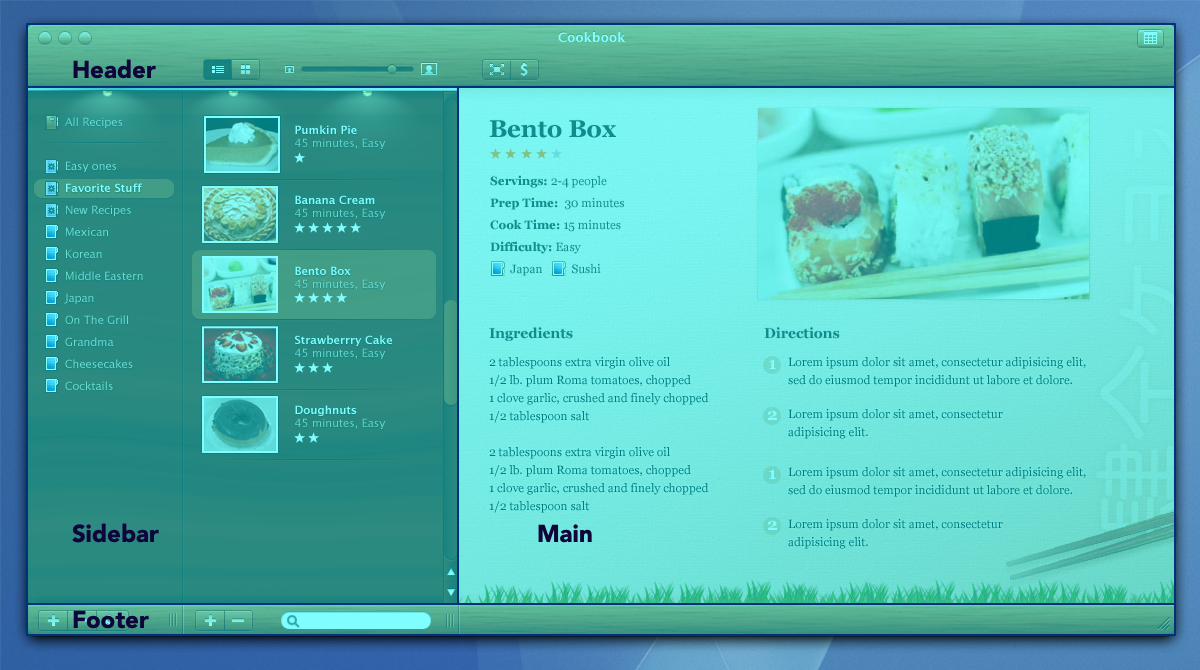 Cookbook
Header
$
All Recipes
Easy ones
Favorite Stuff
New Recipes
Mexican
Korean
Middle Eastern
Japan
On The Grill
Grandma
Cheesecakes
Cocktails
Pumkin Pie
45 minutes, Easy
Banana Cream
45 minutes, Easy
Bento Box
45 minutes, Easy
Strawberrry Cake
45 minutes, Easy
Doughnuts
45 minutes, Easy
Sidebar
Bento Box
Servings: 2-4 people
Prep Time: 30 minutes
Cook Time: 15 minutes
Difficulty: Easy
Japan Sushi
Ingredients
2 tablespoons extra virgin olive oil
1/2 lb. plum Roma tomatoes, chopped
1 clove garlic, crushed and finely chopped
1/2 tablespoon salt
2 tablespoons extra virgin olive oil
1/2 lb. plum Roma tomatoes, chopped
1 clove garlic, crushed and finely chopped
1/2 tablespoon salt
Directions
1 Lorem ipsum dolor sit amet, consectetur adipisicing elit,
sed do eiusmod tempor incididunt ut labore et dolore.
2 Lorem ipsum dolor sit amet, consectetur
adipisicing elit.
1 Lorem ipsum dolor sit amet, consectetur adipisicing elit,
sed do eiusmod tempor incididunt ut labore et dolore.
2 Lorem ipsum dolor sit amet, consectetur
adipisicing elit.
Main
Footer